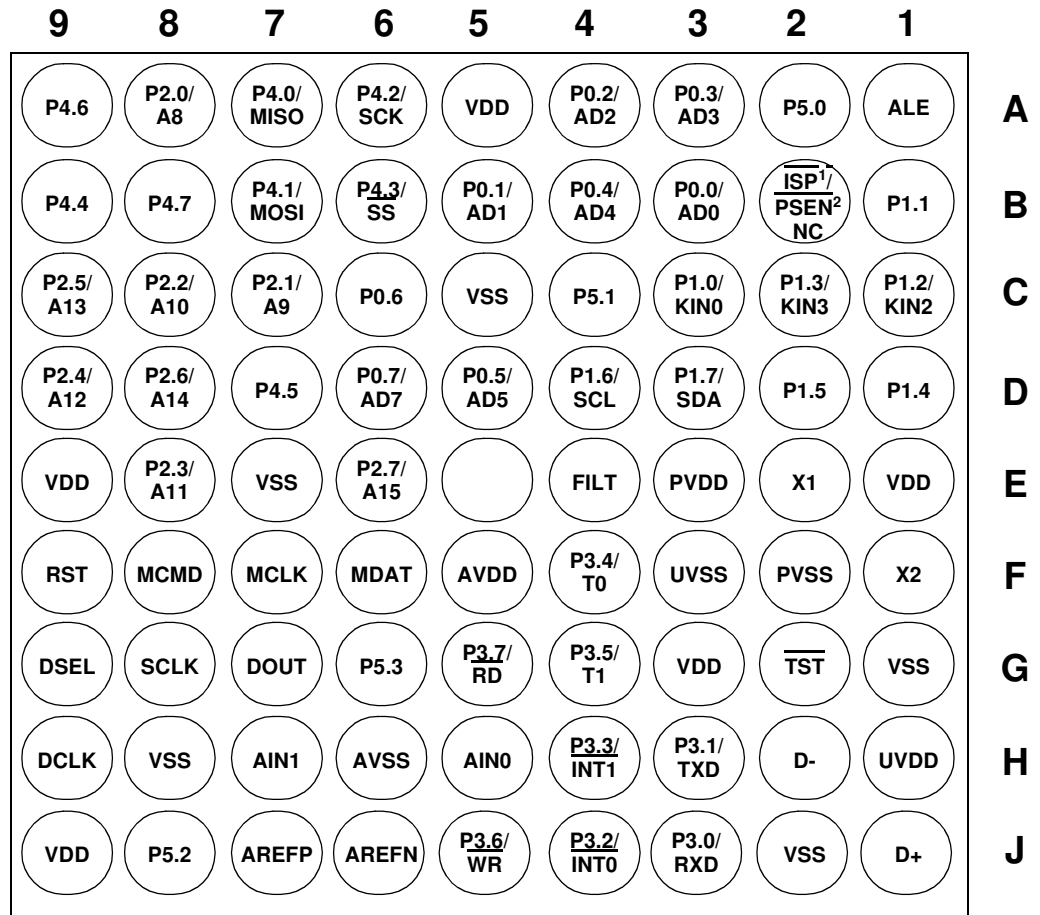 9 8 7 6 5 4 3 2 1
P4.6 P2.0/ P4.0/ P4.2/ VDD P0.2/ P0.3/ P5.0 ALE A
A8 MISO SCK AD2 AD3
P4.4 P4.7 P4.1/ P4.3/ P0.1/ P0.4/ P0.0/ ISP1/ P1.1 B
MOSI SS AD1 AD4 AD0 PSEN2
NC
P2.5/ P2.2/ P2.1/ P0.6 VSS P5.1 P1.0/ P1.3/ P1.2/ C
A13 A10 A9 KIN0 KIN3 KIN2
P2.4/ P2.6/ P4.5 P0.7/ P0.5/ P1.6/ P1.7/ P1.5 P1.4 D
A12 A14 AD7 AD5 SCL SDA
VDD P2.3/ VSS P2.7/ FILT PVDD X1 VDD E
A11 A15
RST MCMD MCLK MDAT AVDD P3.4/ UVSS PVSS X2 F
T0
DSEL SCLK DOUT P5.3 P3.7/ P3.5/ VDD TST VSS G
RD T1
DCLK VSS AIN1 AVSS AIN0 P3.3/ P3.1/ D- UVDD H
INT1 TXD
VDD P5.2 AREFP AREFN P3.6/ P3.2/ P3.0/ VSS D+ J
WR INT0 RXD